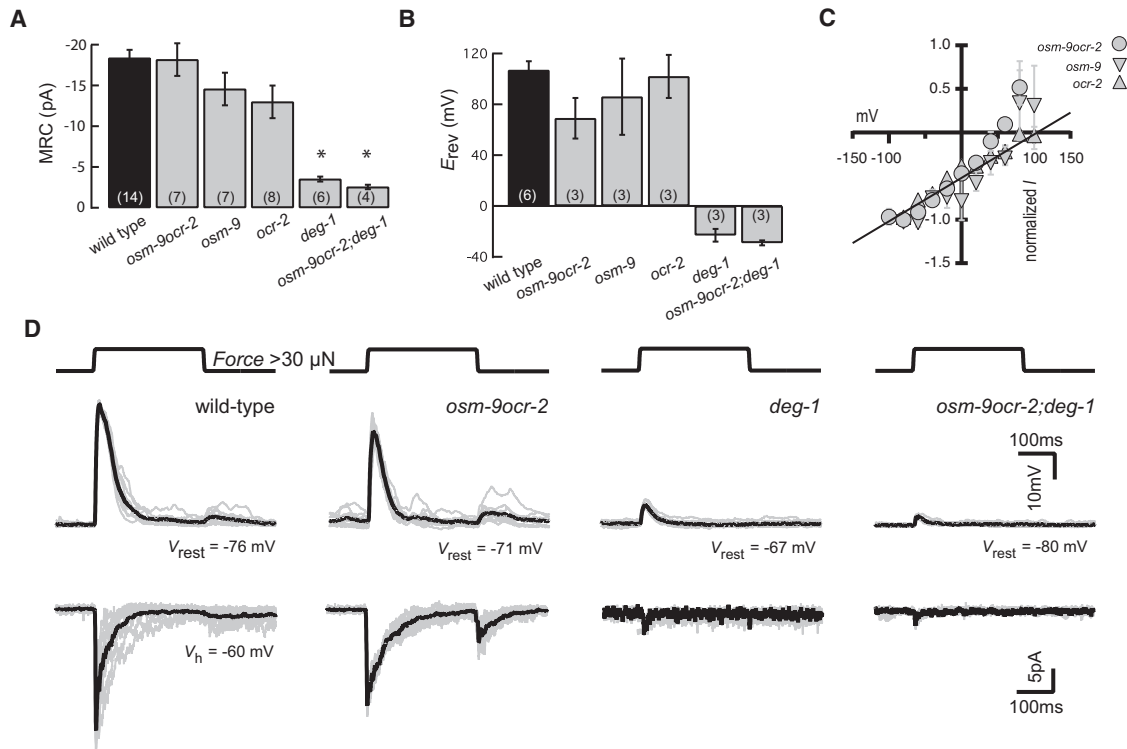 A
MRC (pA)
-20
-15
-10
-5
0
(14)
(7)
(7)
(8)
*
(6)
*
(4)
wild type
osm-9ocr-2
osm-9
ocr-2
deg-1
osm-9ocr-2;deg-1
B
Erev (mV)
120
80
40
0
-40
(6)
(3)
(3)
(3)
(3)
(3)
wild type
osm-9ocr-2
osm-9
ocr-2
deg-1
osm-9ocr-2;deg-1
C
1.0
0.5
-1.0
-1.5
mV
-150 -100
100 150
normalized I
osm-9ocr-2
osm-9
ocr-2
D
Force >30 µN
wild-type
osm-9ocr-2
deg-1
osm-9ocr-2;deg-1
100ms
10mV
Vrest = -76 mV
Vrest = -71 mV
Vrest = -67 mV
Vrest = -80 mV
Vh = -60 mV
5pA
100ms